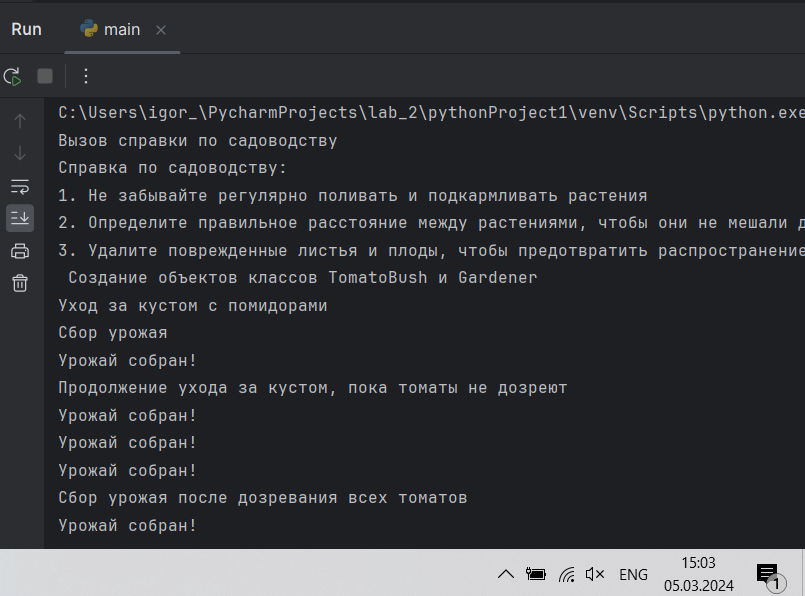 Run
main
C:\Users\igor_\PycharmProjects\lab_2\pythonProject1\venv\Scripts\python.exe
Вызов справки по садоводству
Справка по садоводству:
1. Не забывайте регулярно поливать и подкармливать растения
2. Определите правильное расстояние между растениями, чтобы они не мешали д
3. Удалите поврежденные листья и плоды, чтобы предотвратить распространение
Создание объектов классов TomatoBush и Gardener
Уход за кустом с помидорами
Сбор урожая
Урожай собран!
Продолжение ухода за кустом, пока томаты не дозреют
Урожай собран!
Урожай собран!
Урожай собран!
Сбор урожая после дозревания всех томатов
Урожай собран!
ENG
15:03
05.03.2024
1